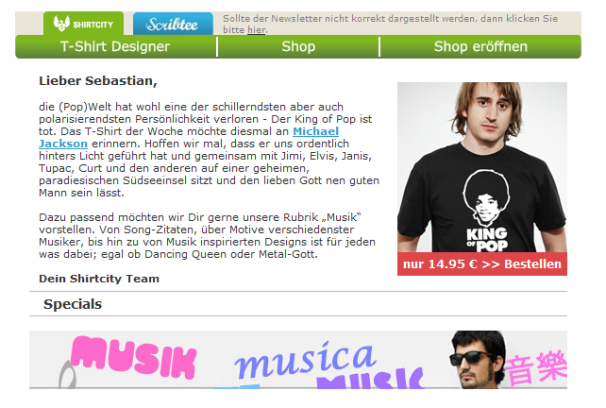 SHIRTCITY
Scribtee
Sollte der Newsletter nicht korrekt dargestellt werden, dann klicken Sie
bitte hier.
T-Shirt Designer
Shop
Shop eröffnen
Lieber Sebastian,
die (Pop)Welt hat wohl eine der schillerndsten aber auch
polarisierendsten Persönlichkeit verloren - Der King of Pop ist
tot. Das T-Shirt der Woche möchte diesmal an Michael
Jackson erinnern. Hoffen wir mal, dass er uns ordentlich
hinters Licht geführt hat und gemeinsam mit Jimi, Elvis, Janis,
Tupac, Curt und den anderen auf einer geheimen,
paradiesischen Südseeinsel sitzt und den lieben Gott nen guten
Mann sein lässt.
Dazu passend möchten wir Dir gerne unsere Rubrik „Musik“
vorstellen. Von Song-Zitaten, über Motive verschiedenster
Musiker, bis hin zu von Musik inspirierten Designs ist für jeden
was dabei; egal ob Dancing Queen oder Metal-Gott.
Dein Shirtcity Team
KING
OF POP
nur 14.95 € >> Bestellen
Specials
MUSIK
musica
MUSIC
音樂